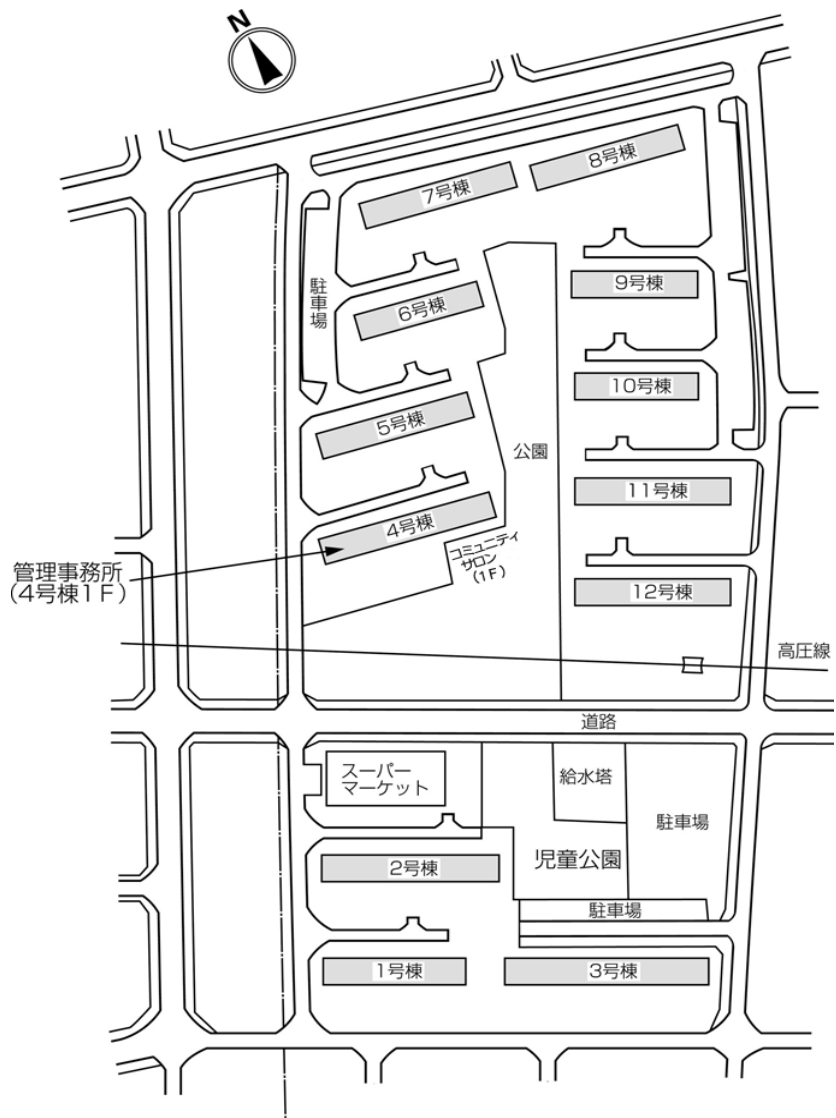 N
8号棟
7号棟
9号棟
駐車場
6号棟
10号棟
5号棟
公園
11号棟
4号棟
コミュニティ
サロン
(1F)
管理事務所
(4号棟1F)
12号棟
高圧線
道路
スーパー
マーケット
給水塔
駐車場
児童公園
2号棟
駐車場
1号棟
3号棟